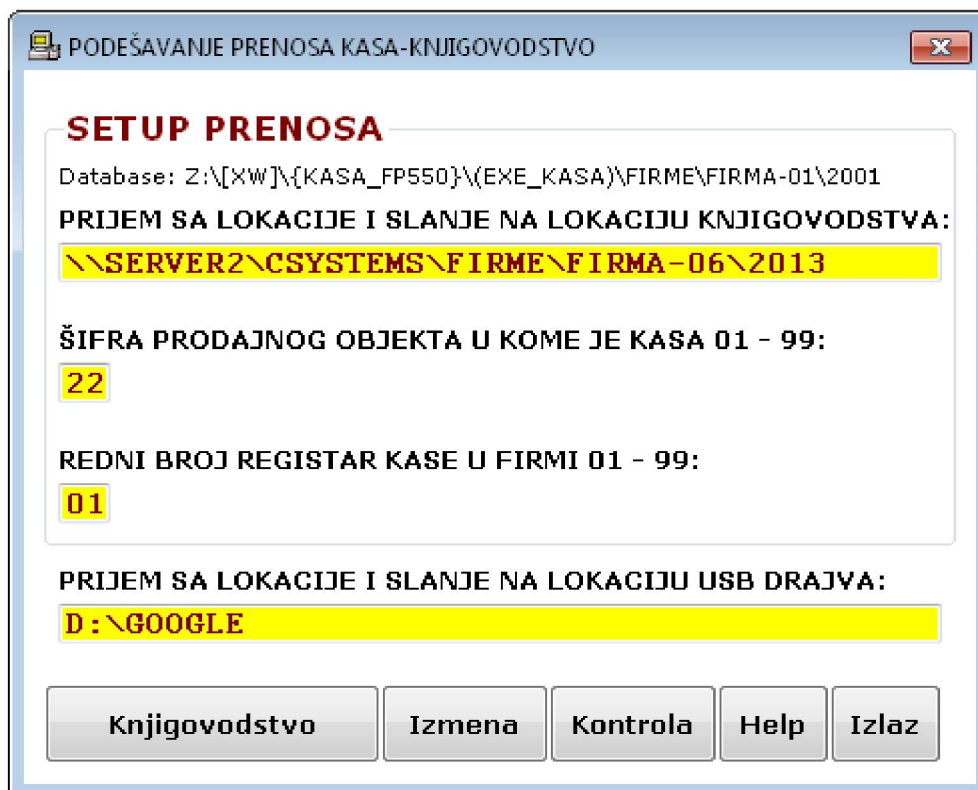 PODEŠAVANJE PRENOSA KASA-KNJIGOVODSTVO
SETUP PRENOSA
Database: Z:\[XW]\{KASA_FP550}\(EXE_KASA)\FIRME\FIRMA-01\2001
PRIJEM SA LOKACIJE I SLANJE NA LOKACIJU KNJIGOVODSTVA:
\\SERVER2\CSYSTEMS\FIRME\FIRMA-06\2013
ŠIFRA PRODAJNOG OBJEKTA U KOME JE KASA 01 - 99:
22
REDNI BROJ REGISTAR KASE U FIRMI 01 - 99:
01
PRIJEM SA LOKACIJE I SLANJE NA LOKACIJU USB DRAJVA:
D:\GOOGLE
Knjigovodstvo Izmena Kontrola Help Izlaz